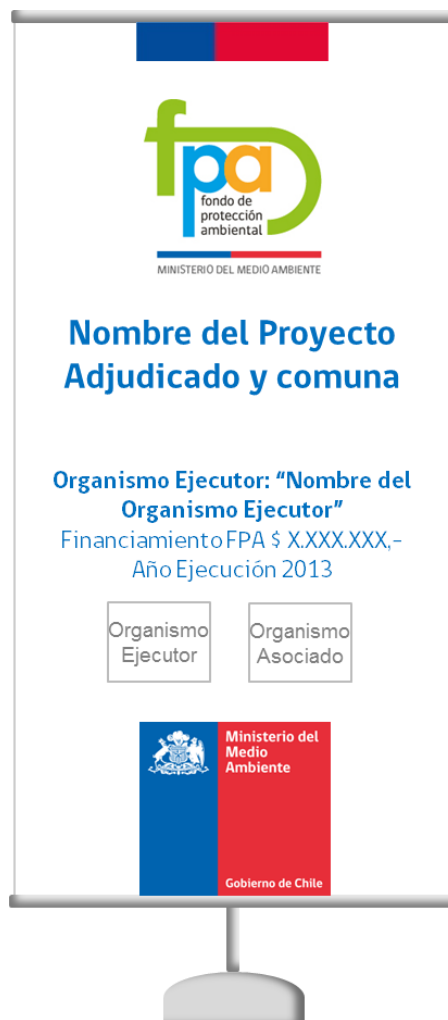 fpa
fondo de
protección
ambiental
MINISTERIO DEL MEDIO AMBIENTE
Nombre del Proyecto
Adjudicado y comuna
Organismo Ejecutor: “Nombre del
Organismo Ejecutor”
Financiamiento FPA $ X.XXX.XXX,-
Año Ejecución 2013
Organismo
Ejecutor
Organismo
Asociado
Ministerio del
Medio
Ambiente
Gobierno de Chile